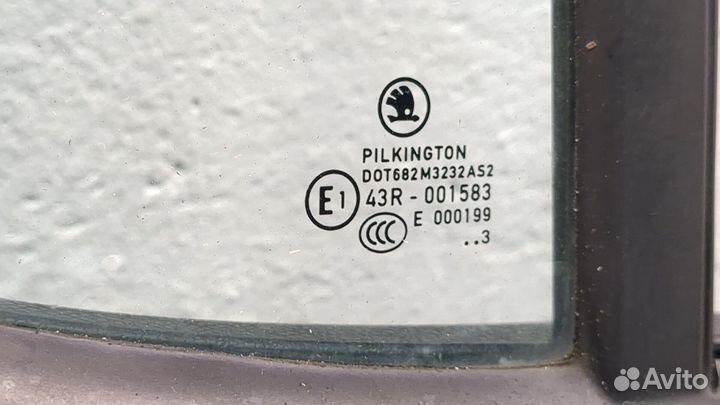 PILKINGTON
DOT682M3232AS2
E1 43R - 001583
CCC E 000199
..3
Avito